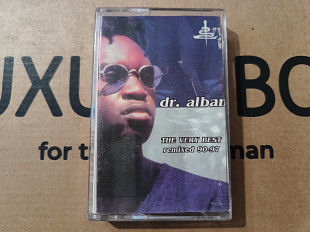 dr. alban
THE VERY BEST
remixed 90-97
UXU BO
for t man